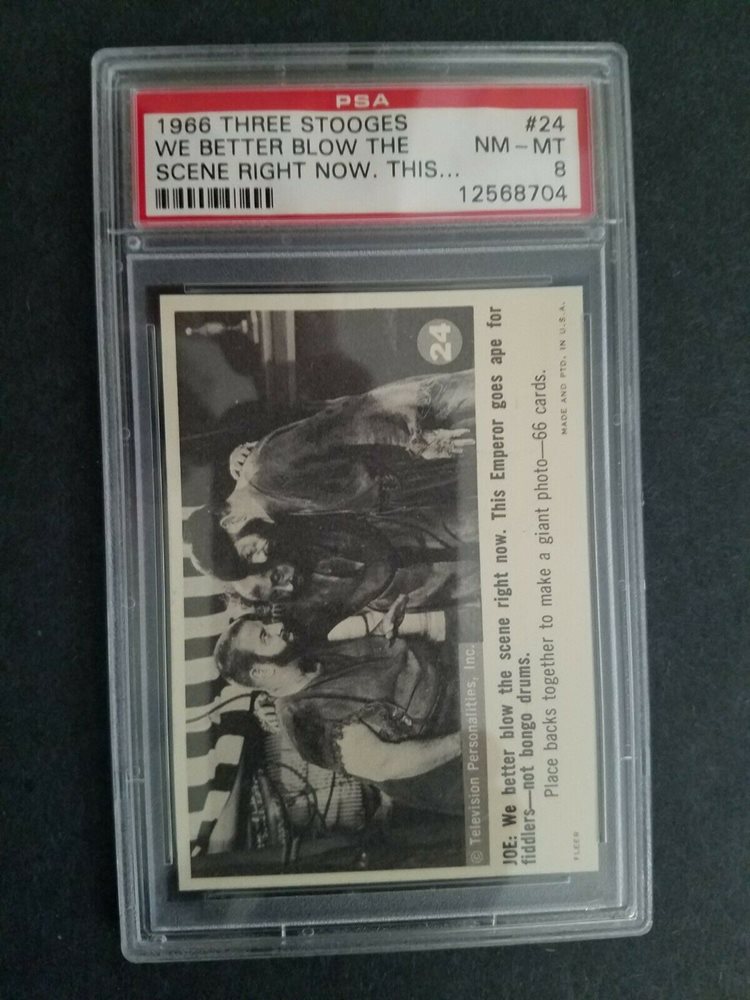 PSA
1966 THREE STOOGES #24
WE BETTER BLOW THE NM - MT
SCENE RIGHT NOW. THIS... 8
12568704
24
© Television Personalities, Inc.
JOE: We better blow the scene right now. This Emperor goes ape for
fiddlers—not bongo drums.
Place backs together to make a giant photo—66 cards.
FLEER MADE AND PTD. IN U.S.A.